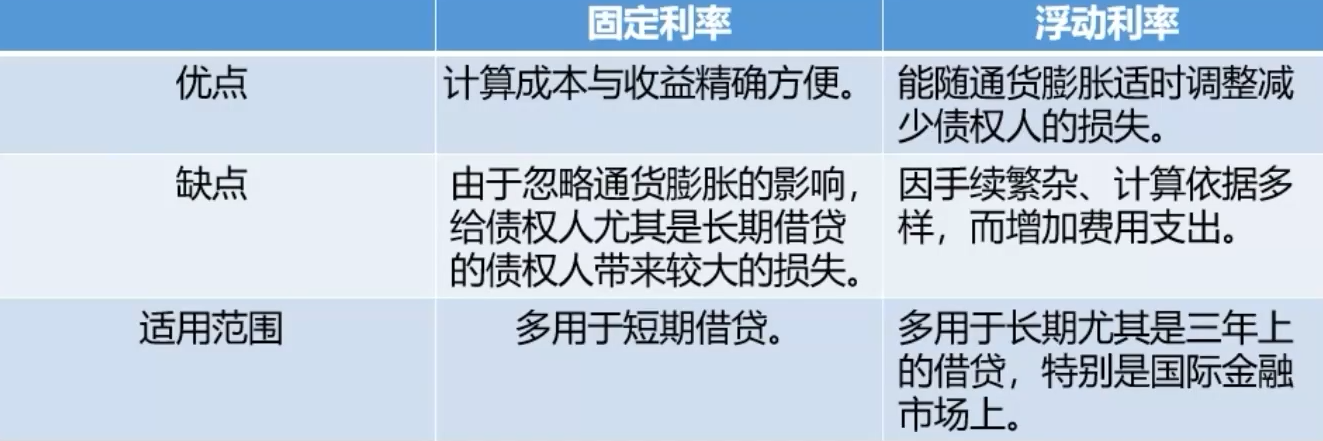 固定利率
浮动利率
优点
计算成本与收益精确方便。
能随通货膨胀适时调整减
少债权人的损失。
缺点
由于忽略通货膨胀的影响,
给债权人尤其是长期借贷
的债权人带来较大的损失。
因手续繁杂、计算依据多
样，而增加费用支出。
适用范围
多用于短期借贷。
多用于长期尤其是三年上
的借贷，特别是国际金融
市场上。